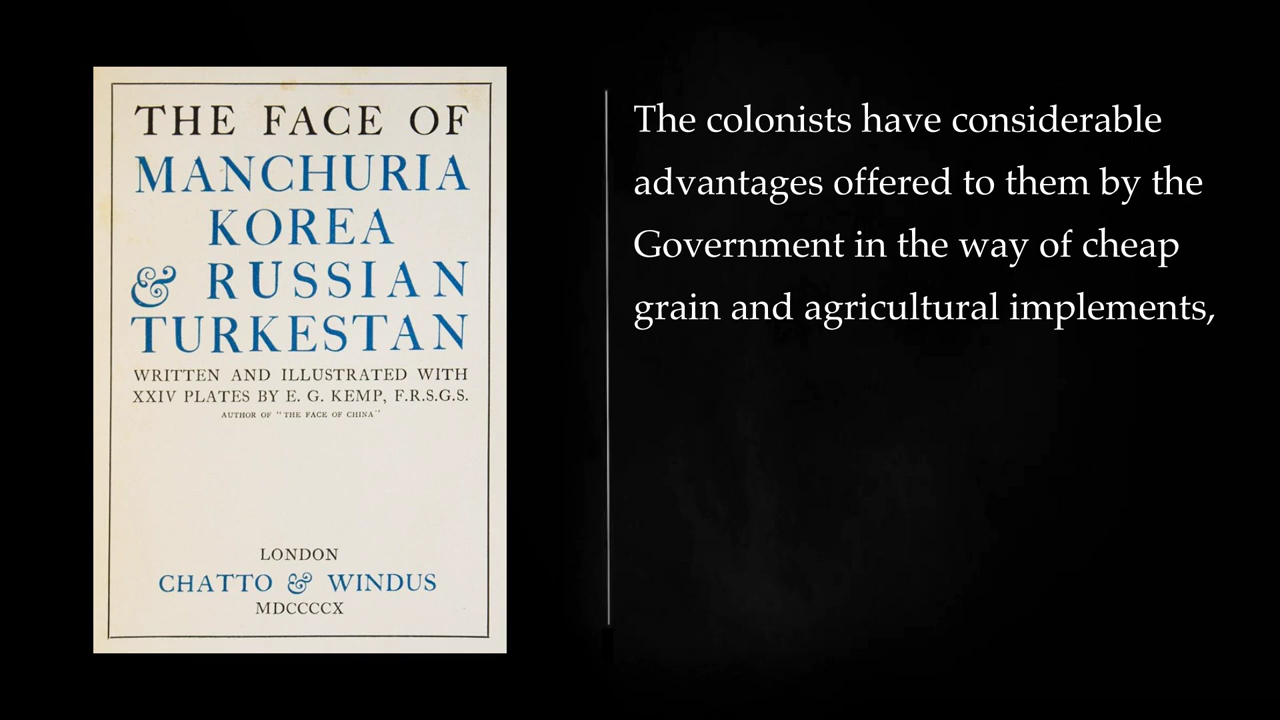 THE FACE OF
MANCHURIA
KOREA
& RUSSIAN
TURKESTAN
WRITTEN AND ILLUSTRATED WITH
XXIV PLATES BY E. G. KEMP, F.R.S.G.S.
AUTHOR OF "THE FACE OF CHINA"
LONDON
CHATTO & WINDUS
MDCCCCX
The colonists have considerable
advantages offered to them by the
Government in the way of cheap
grain and agricultural implements,